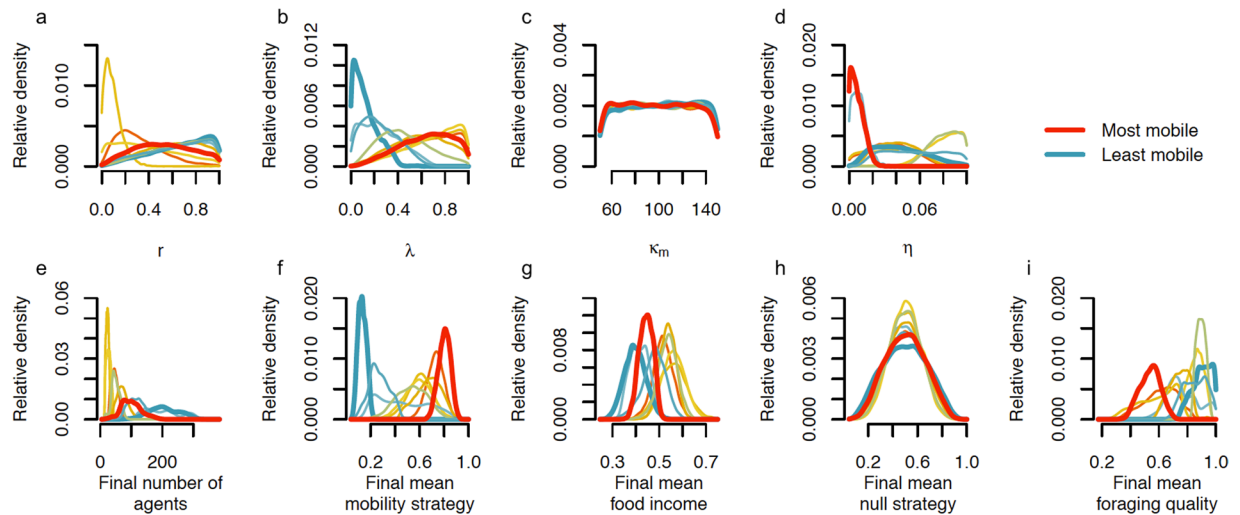 a
b
c
d
Relative density
0.000
0.010
0.0
0.4
0.8
r
Relative density
0.000
0.006
0.012
0.0
0.4
0.8
λ
Relative density
0.000
0.002
0.004
60
100
140
κm
Relative density
0.000
0.010
0.020
0.00
0.06
η
Most mobile
Least mobile
e
f
g
h
i
Relative density
0.00
0.03
0.06
0
200
Final number of
agents
Relative density
0.000
0.010
0.020
0.2
0.6
1.0
Final mean
mobility strategy
Relative density
0.000
0.008
0.3
0.5
0.7
Final mean
food income
Relative density
0.000
0.003
0.006
0.2
0.6
1.0
Final mean
null strategy
Relative density
0.000
0.010
0.020
0.2
0.6
1.0
Final mean
foraging quality